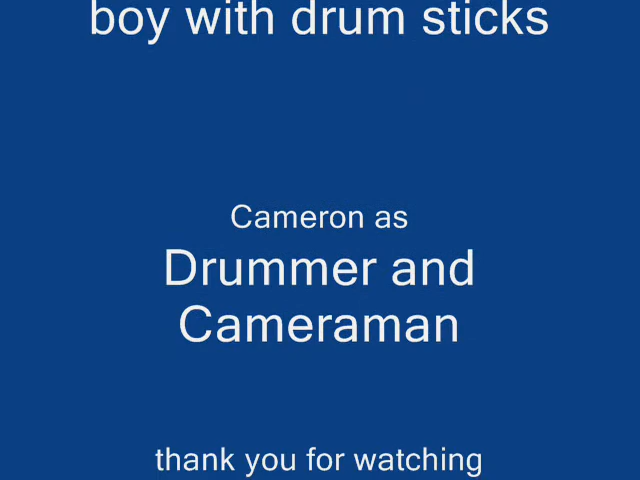 boy with drum sticks
Cameron as
Drummer and
Cameraman
thank you for watching